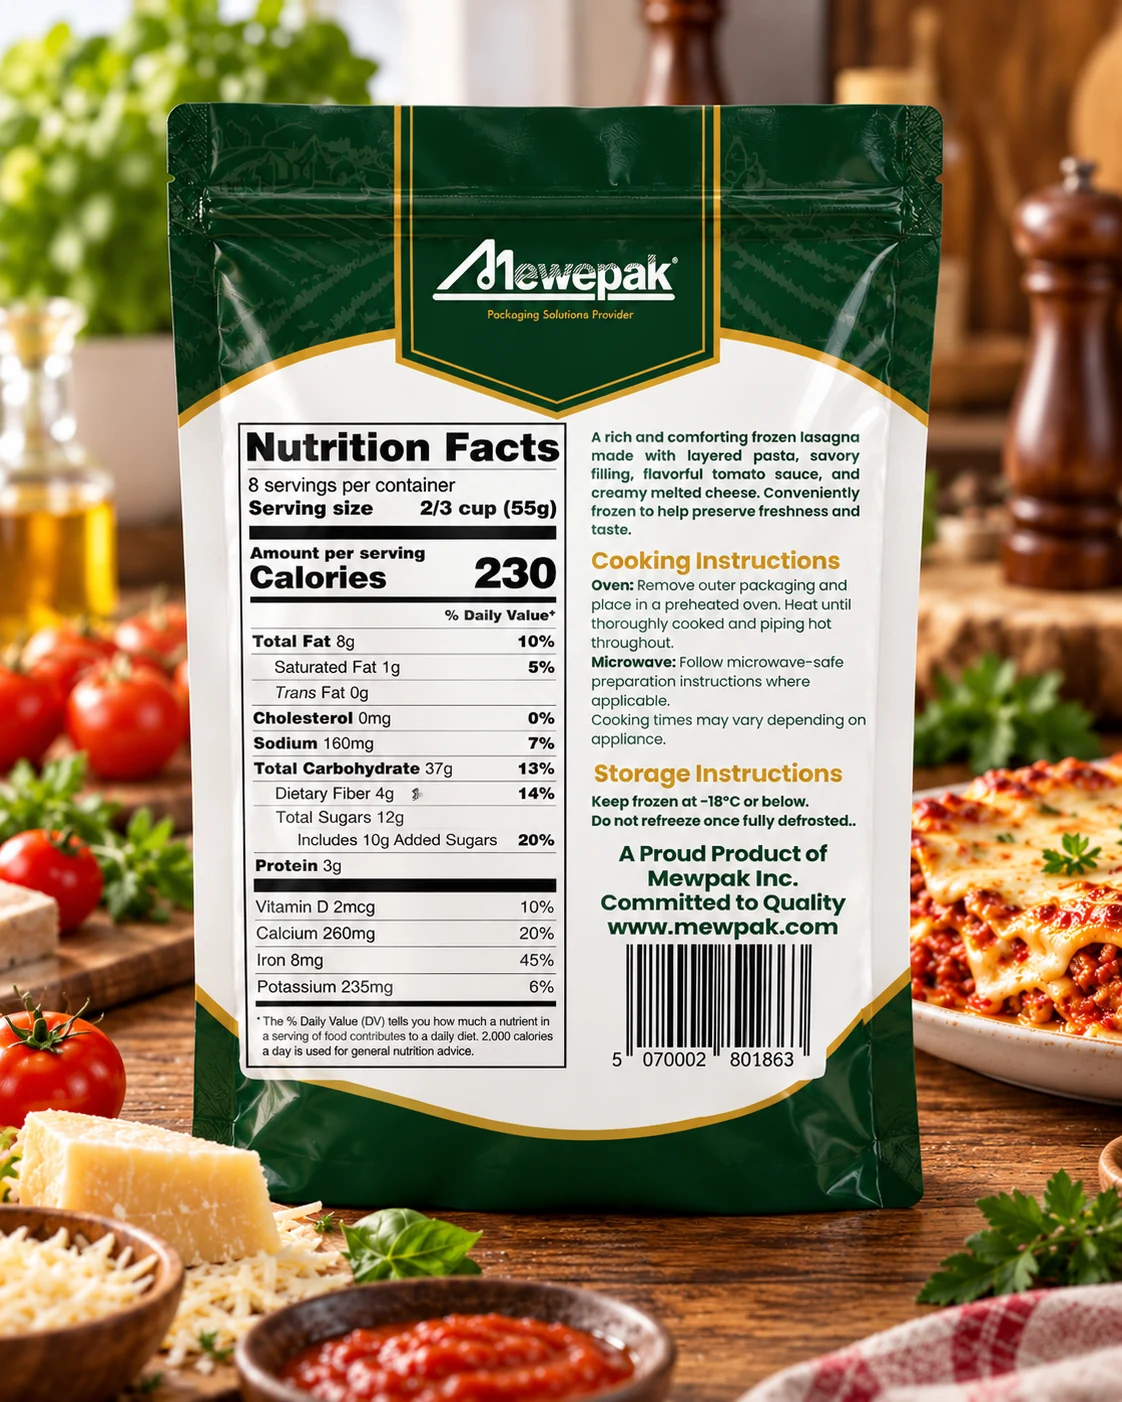 Mewepak®
Packaging Solutions Provider
Nutrition Facts
8 servings per container
Serving size 2/3 cup (55g)
Amount per serving
Calories 230
% Daily Value*
Total Fat 8g 10%
Saturated Fat 1g 5%
Trans Fat 0g
Cholesterol 0mg 0%
Sodium 160mg 7%
Total Carbohydrate 37g 13%
Dietary Fiber 4g 14%
Total Sugars 12g
Includes 10g Added Sugars 20%
Protein 3g
Vitamin D 2mcg 10%
Calcium 260mg 20%
Iron 8mg 45%
Potassium 235mg 6%
* The % Daily Value (DV) tells you how much a nutrient in
a serving of food contributes to a daily diet. 2,000 calories
a day is used for general nutrition advice.
A rich and comforting frozen lasagna
made with layered pasta, savory
filling, flavorful tomato sauce, and
creamy melted cheese. Conveniently
frozen to help preserve freshness and
taste.
Cooking Instructions
Oven: Remove outer packaging and
place in a preheated oven. Heat until
thoroughly cooked and piping hot
throughout.
Microwave: Follow microwave-safe
preparation instructions where
applicable.
Cooking times may vary depending on
appliance.
Storage Instructions
Keep frozen at -18°C or below.
Do not refreeze once fully defrosted..
A Proud Product of
Mewpak Inc.
Committed to Quality
www.mewpak.com
5 070002 801863